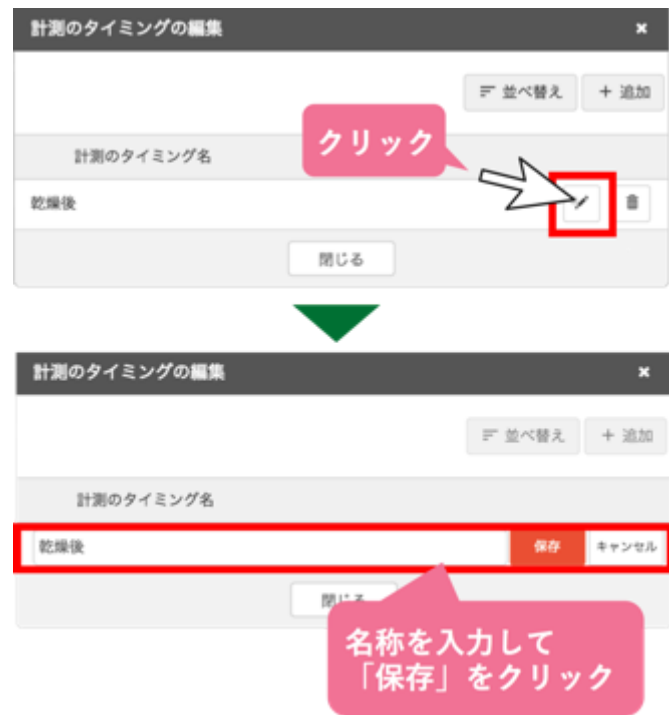 計測のタイミングの編集 ×
並べ替え + 追加
クリック
計測のタイミング名
乾燥後
閉じる
計測のタイミングの編集 ×
並べ替え + 追加
計測のタイミング名
乾燥後 保存 キャンセル
名称を入力して
「保存」をクリック